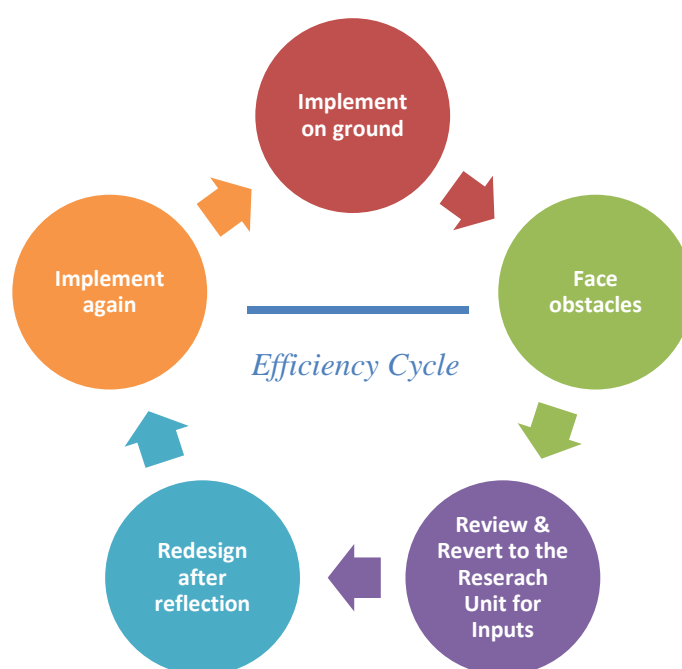 Implement
on ground
Face
obstacles
Review &
Revert to the
Reserach
Unit for
Inputs
Redesign
after
reflection
Implement
again
Efficiency Cycle